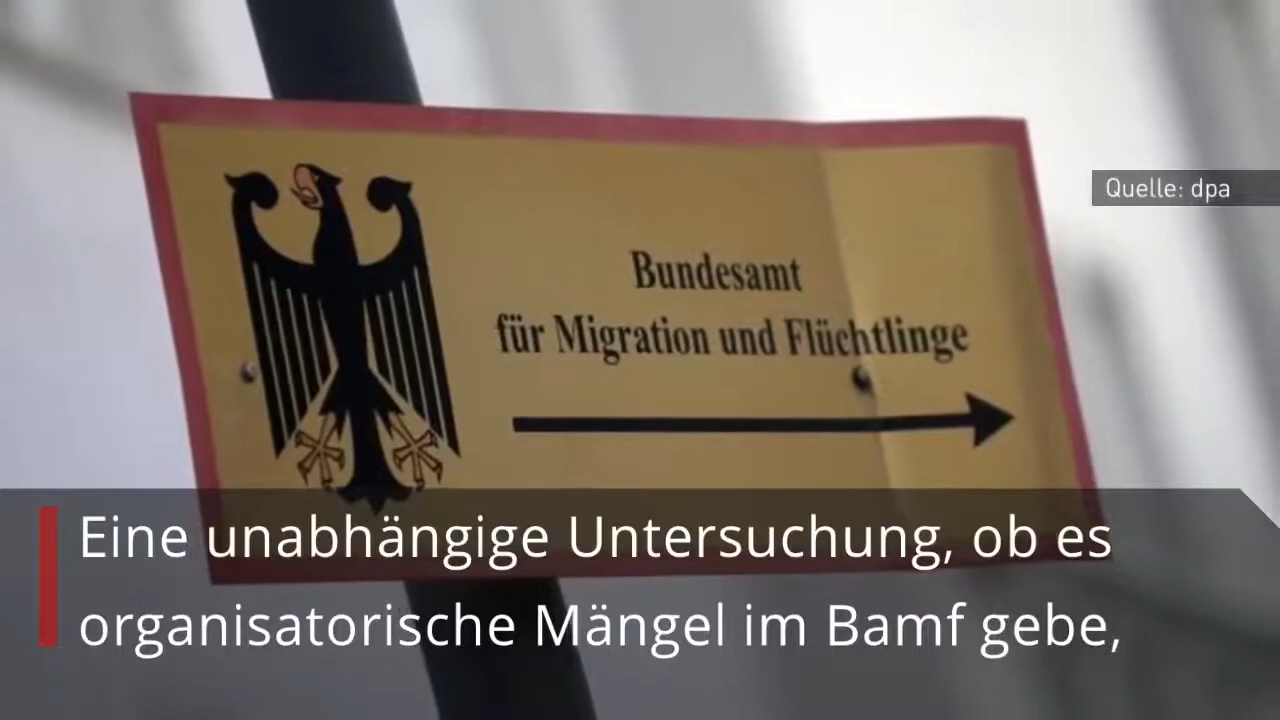 Quelle: dpa
Bundesamt
für Migration und Flüchtlinge
Eine unabhängige Untersuchung, ob es
organisatorische Mängel im Bamf gebe,